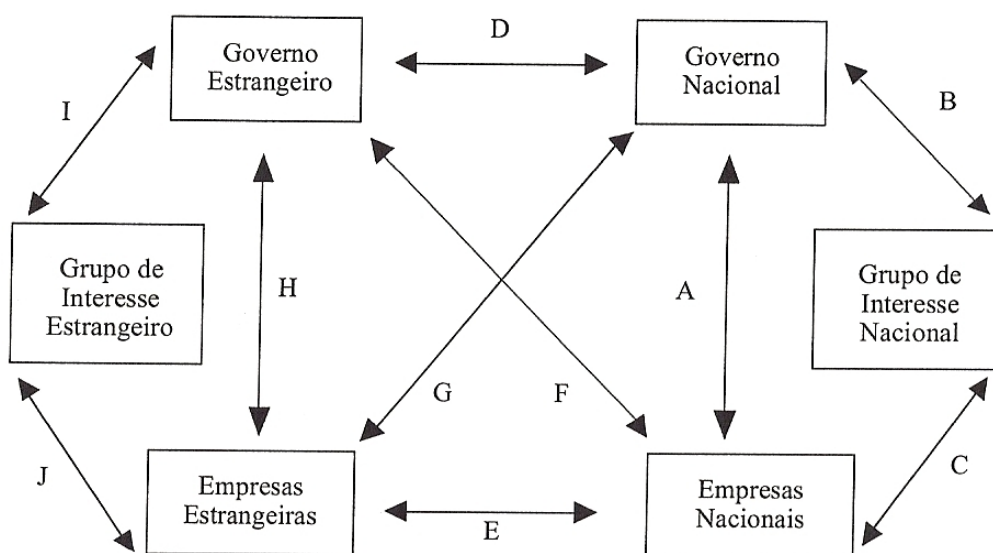 D
Governo
Estrangeiro
Governo
Nacional
I
B
Grupo de
Interesse
Estrangeiro
H
A
Grupo de
Interesse
Nacional
G
F
J
Empresas
Estrangeiras
E
Empresas
Nacionais
C